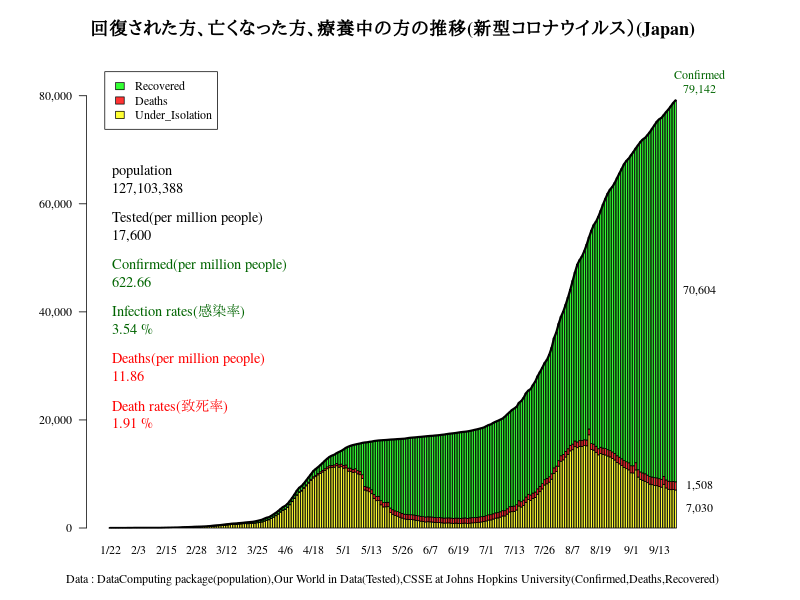 回復された方、亡くなった方、療養中の方の推移(新型コロナウイルス)(Japan)
Confirmed
79,142
Recovered
Deaths
Under_Isolation
80,000
60,000
40,000
20,000
0
population
127,103,388
Tested(per million people)
17,600
Confirmed(per million people)
622.66
Infection rates(感染率)
3.54 %
Deaths(per million people)
11.86
Death rates(致死率)
1.91 %
70,604
1,508
7,030
1/22 2/3 2/15 2/28 3/12 3/25 4/6 4/18 5/1 5/13 5/26 6/7 6/19 7/1 7/13 7/26 8/7 8/19 9/1 9/13
Data : DataComputing package(population),Our World in Data(Tested),CSSE at Johns Hopkins University(Confirmed,Deaths,Recovered)